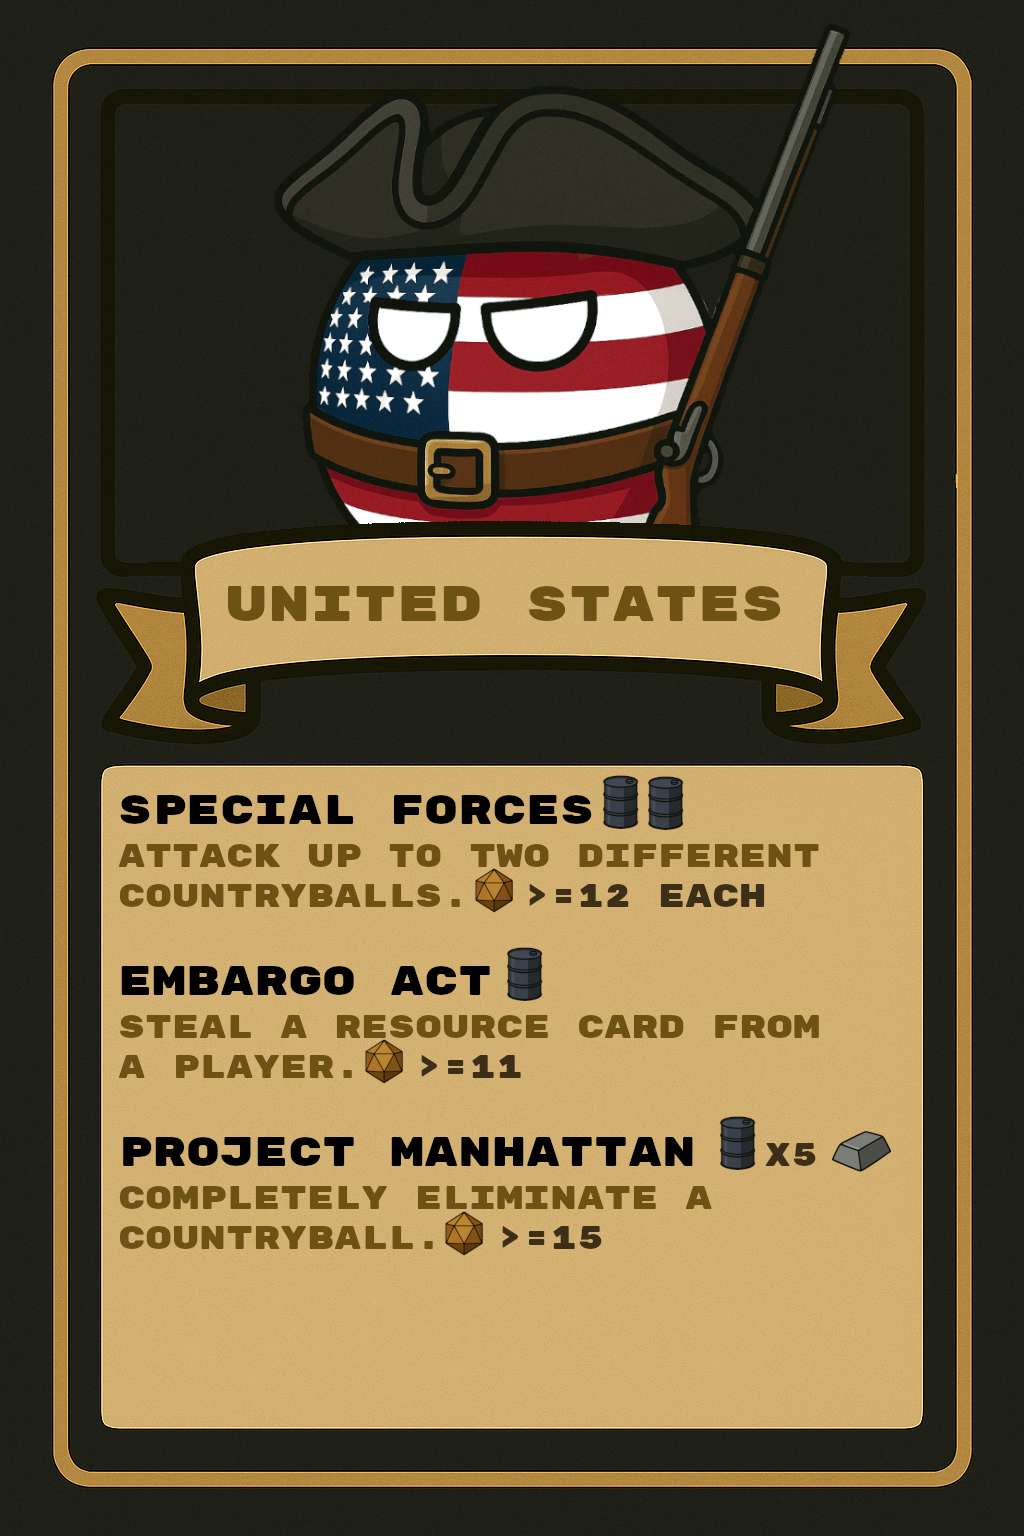 UNITED STATES
SPECIAL FORCES
ATTACK UP TO TWO DIFFERENT
COUNTRYBALLS. >=12 EACH
EMBARGO ACT
STEAL A RESOURCE CARD FROM
A PLAYER. >=11
PROJECT MANHATTAN X5
COMPLETELY ELIMINATE A
COUNTRYBALL. >=15